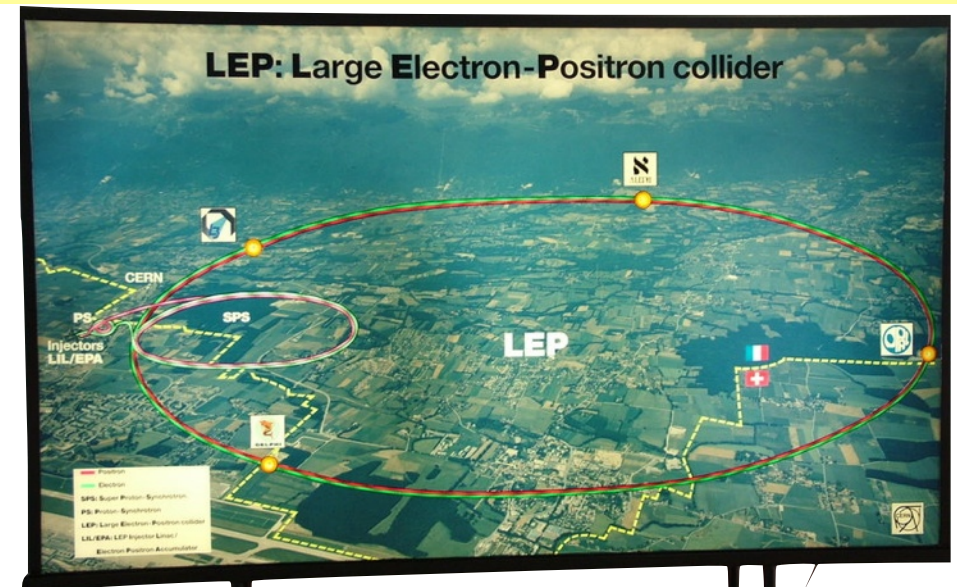 LEP: Large Electron-Positron collider
ALEPH
CERN
PS
SPS
Injectors
LIL/EPA
LEP
DELPHI
Positron
Electron
SPS: Super Proton-Synchrotron
PS: Proton-Synchrotron
LEP: Large Electron-Positron collider
LIL/EPA: LEP Injector Linac/
Electron Positron Accumulator
CERN